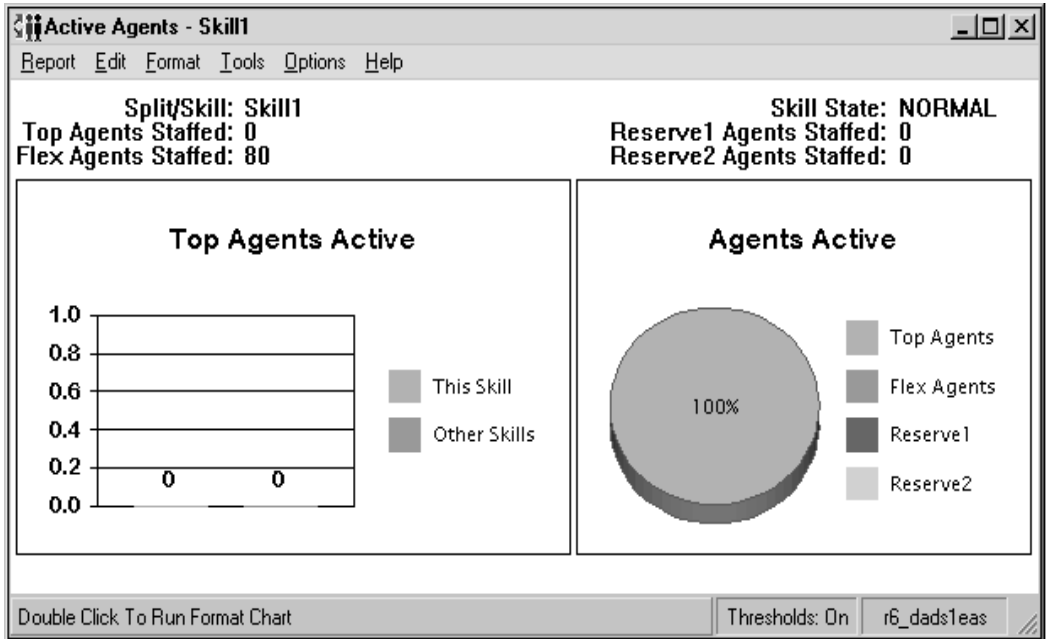 Active Agents - Skill1
Report Edit Format Tools Options Help
Split/Skill: Skill1
Top Agents Staffed: 0
Flex Agents Staffed: 80
Skill State: NORMAL
Reserve1 Agents Staffed: 0
Reserve2 Agents Staffed: 0
Top Agents Active
1.0
0.8
0.6
0.4
0.2
0.0
0 0
This Skill
Other Skills
Agents Active
100%
Top Agents
Flex Agents
Reserve1
Reserve2
Double Click To Run Format Chart
Thresholds: On
r6_dads1eas